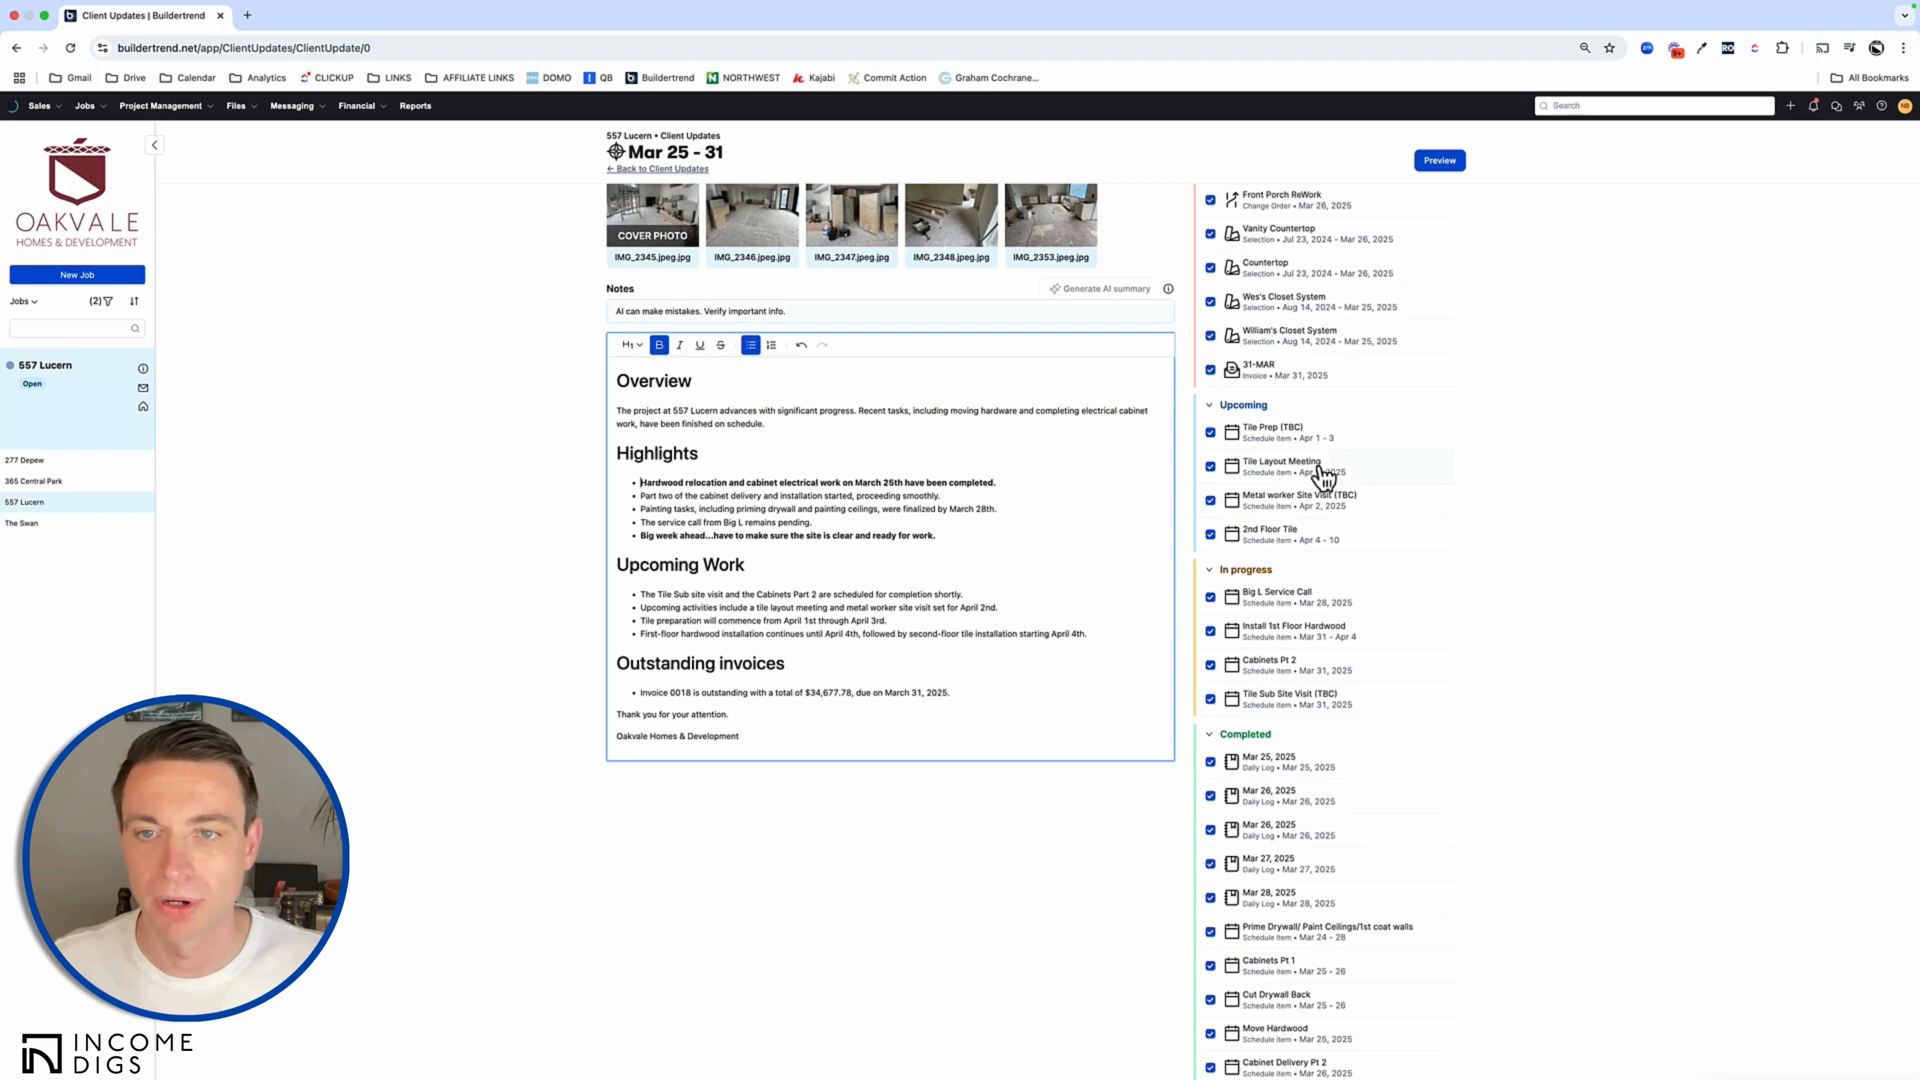 Client Updates | Buildertrend
buildertrend.net/app/ClientUpdates/ClientUpdate/0
Gmail Drive Calendar Analytics CLICKUP LINKS AFFILIATE LINKS DOMO QB Buildertrend NORTHWEST Kajabi Commit Action Graham Cochrane... All Bookmarks
Sales Jobs Project Management Files Messaging Financial Reports Search NB
OAKVALE
HOMES & DEVELOPMENT
New Job
Jobs (2)
557 Lucern
Open
277 Depew
365 Central Park
557 Lucern
The Swan
557 Lucern • Client Updates
Mar 25 - 31
← Back to Client Updates
Preview
COVER PHOTO
IMG_2345.jpeg.jpg IMG_2346.jpeg.jpg IMG_2347.jpeg.jpg IMG_2348.jpeg.jpg IMG_2353.jpeg.jpg
Notes
Generate AI summary
AI can make mistakes. Verify important info.
H1 B I U S
Overview
The project at 557 Lucern advances with significant progress. Recent tasks, including moving hardware and completing electrical cabinet
work, have been finished on schedule.
Highlights
• Hardwood relocation and cabinet electrical work on March 25th have been completed.
• Part two of the cabinet delivery and installation started, proceeding smoothly.
• Painting tasks, including priming drywall and painting ceilings, were finalized by March 28th.
• The service call from Big L remains pending.
• Big week ahead...have to make sure the site is clear and ready for work.
Upcoming Work
• The Tile Sub site visit and the Cabinets Part 2 are scheduled for completion shortly.
• Upcoming activities include a tile layout meeting and metal worker site visit set for April 2nd.
• Tile preparation will commence from April 1st through April 3rd.
• First-floor hardwood installation continues until April 4th, followed by second-floor tile installation starting April 4th.
Outstanding invoices
• Invoice 0018 is outstanding with a total of $34,677.78, due on March 31, 2025.
Thank you for your attention.
Oakvale Homes & Development
Front Porch ReWork
Change Order • Mar 26, 2025
Vanity Countertop
Selection • Jul 23, 2024 - Mar 26, 2025
Countertop
Selection • Jul 23, 2024 - Mar 26, 2025
Wes's Closet System
Selection • Aug 14, 2024 - Mar 25, 2025
William's Closet System
Selection • Aug 14, 2024 - Mar 25, 2025
31-MAR
Invoice • Mar 31, 2025
Upcoming
Tile Prep (TBC)
Schedule item • Apr 1 - 3
Tile Layout Meeting
Schedule item • Apr 2025
Metal worker Site Visit (TBC)
Schedule item • Apr 2, 2025
2nd Floor Tile
Schedule item • Apr 4 - 10
In progress
Big L Service Call
Schedule item • Mar 28, 2025
Install 1st Floor Hardwood
Schedule item • Mar 31 - Apr 4
Cabinets Pt 2
Schedule item • Mar 31, 2025
Tile Sub Site Visit (TBC)
Schedule item • Mar 31, 2025
Completed
Mar 25, 2025
Daily Log • Mar 25, 2025
Mar 26, 2025
Daily Log • Mar 26, 2025
Mar 26, 2025
Daily Log • Mar 26, 2025
Mar 27, 2025
Daily Log • Mar 27, 2025
Mar 28, 2025
Daily Log • Mar 28, 2025
Prime Drywall/ Paint Ceilings/1st coat walls
Schedule item • Mar 24 - 28
Cabinets Pt 1
Schedule item • Mar 25 - 26
Cut Drywall Back
Schedule item • Mar 25 - 26
Move Hardwood
Schedule item • Mar 25, 2025
Cabinet Delivery Pt 2
Schedule item • Mar 26, 2025
INCOME
DIGS